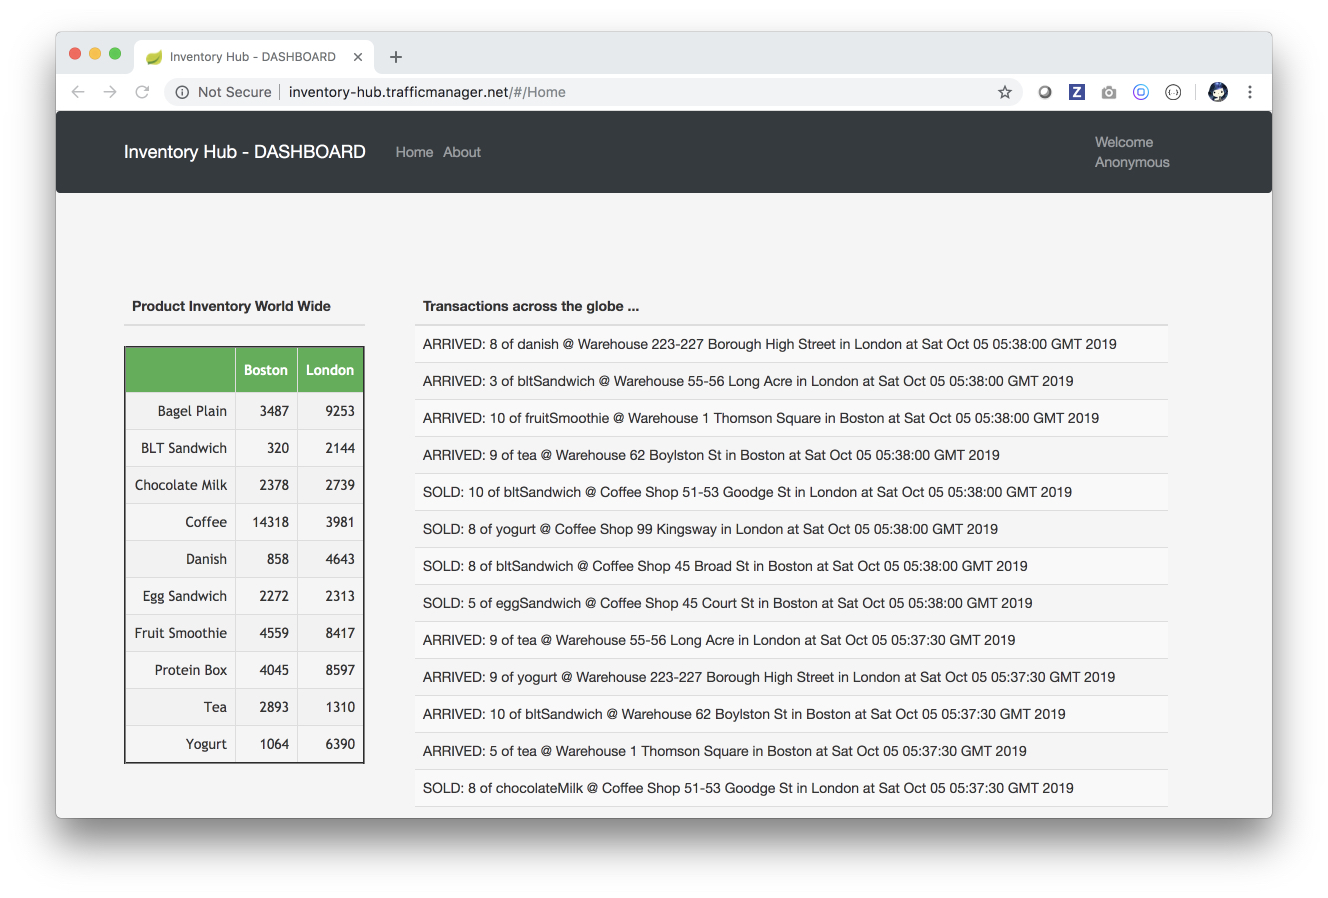 Inventory Hub - DASHBOARD
Not Secure | inventory-hub.trafficmanager.net/#/Home
Z
Inventory Hub - DASHBOARD Home About
Welcome
Anonymous
Product Inventory World Wide
Boston London
Bagel Plain 3487 9253
BLT Sandwich 320 2144
Chocolate Milk 2378 2739
Coffee 14318 3981
Danish 858 4643
Egg Sandwich 2272 2313
Fruit Smoothie 4559 8417
Protein Box 4045 8597
Tea 2893 1310
Yogurt 1064 6390
Transactions across the globe ...
ARRIVED: 8 of danish @ Warehouse 223-227 Borough High Street in London at Sat Oct 05 05:38:00 GMT 2019
ARRIVED: 3 of bltSandwich @ Warehouse 55-56 Long Acre in London at Sat Oct 05 05:38:00 GMT 2019
ARRIVED: 10 of fruitSmoothie @ Warehouse 1 Thomson Square in Boston at Sat Oct 05 05:38:00 GMT 2019
ARRIVED: 9 of tea @ Warehouse 62 Boylston St in Boston at Sat Oct 05 05:38:00 GMT 2019
SOLD: 10 of bltSandwich @ Coffee Shop 51-53 Goodge St in London at Sat Oct 05 05:38:00 GMT 2019
SOLD: 8 of yogurt @ Coffee Shop 99 Kingsway in London at Sat Oct 05 05:38:00 GMT 2019
SOLD: 8 of bltSandwich @ Coffee Shop 45 Broad St in Boston at Sat Oct 05 05:38:00 GMT 2019
SOLD: 5 of eggSandwich @ Coffee Shop 45 Court St in Boston at Sat Oct 05 05:38:00 GMT 2019
ARRIVED: 9 of tea @ Warehouse 55-56 Long Acre in London at Sat Oct 05 05:37:30 GMT 2019
ARRIVED: 9 of yogurt @ Warehouse 223-227 Borough High Street in London at Sat Oct 05 05:37:30 GMT 2019
ARRIVED: 10 of bltSandwich @ Warehouse 62 Boylston St in Boston at Sat Oct 05 05:37:30 GMT 2019
ARRIVED: 5 of tea @ Warehouse 1 Thomson Square in Boston at Sat Oct 05 05:37:30 GMT 2019
SOLD: 8 of chocolateMilk @ Coffee Shop 51-53 Goodge St in London at Sat Oct 05 05:37:30 GMT 2019